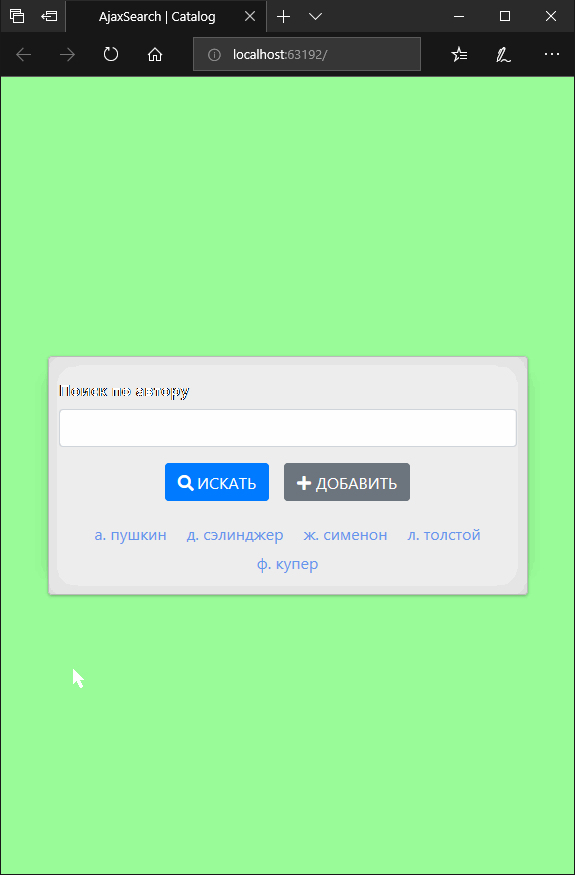 AjaxSearch | Catalog
localhost:63192/
Поиск по автору
ИСКАТЬ ДОБАВИТЬ
а. пушкин д. сэлинджер ж. сименон л. толстой
ф. купер